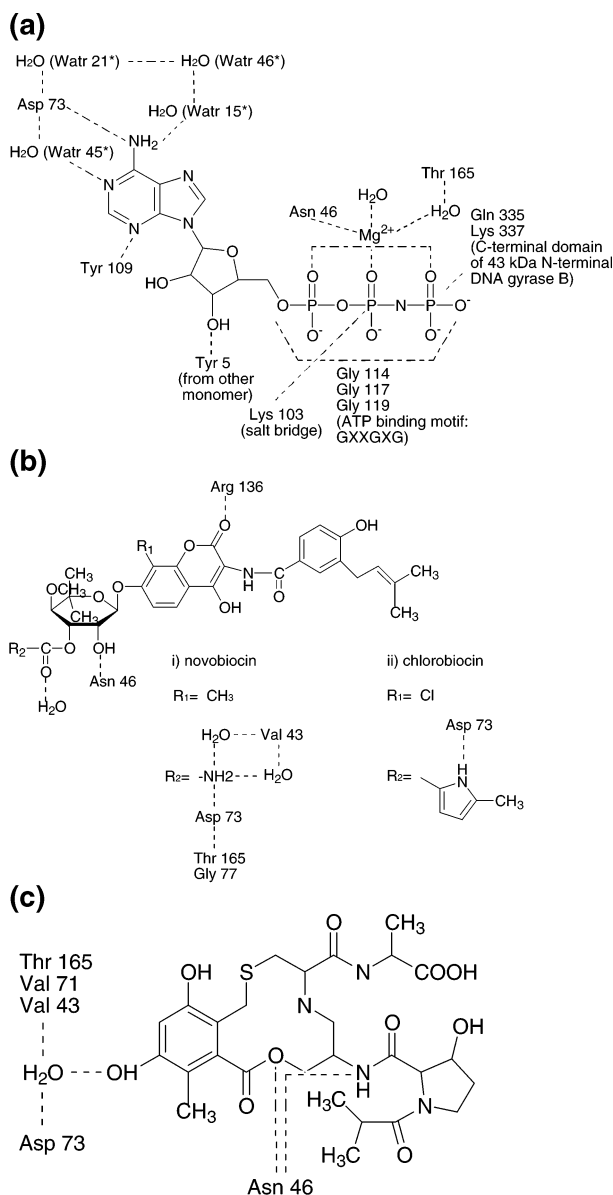 (a)
H2O (Watr 21*) H2O (Watr 46*)
Asp 73 H2O (Watr 15*)
NH2
H2O (Watr 45*)
N N
N N
Tyr 109
O
HO
OH
Tyr 5
(from other
monomer)
Thr 165
H2O
Asn 46 H2O
Mg2+
Gln 335
Lys 337
(C-terminal domain
of 43 kDa N-terminal
DNA gyrase B)
O O O
O P O P N P O-
O- O- O-
Lys 103
(salt bridge)
Gly 114
Gly 117
Gly 119
(ATP binding motif:
GXXGXG)
(b)
Arg 136
O OH
R1 O
NH C
O
OH
CH3
CH3
CH3
OCH3 O O
CH3
R2 C O OH
O
Asn 46
H2O
i) novobiocin
R1= CH3
H2O Val 43
R2= -NH2 H2O
Asp 73
Thr 165
Gly 77
ii) chlorobiocin
R1= Cl
Asp 73
R2= H
N
CH3
(c)
Thr 165
Val 71
Val 43
H2O OH
Asp 73
OH S O CH3
N H COOH
N
O
O O
CH3
N H
O OH
N
H3C
H3C O
Asn 46